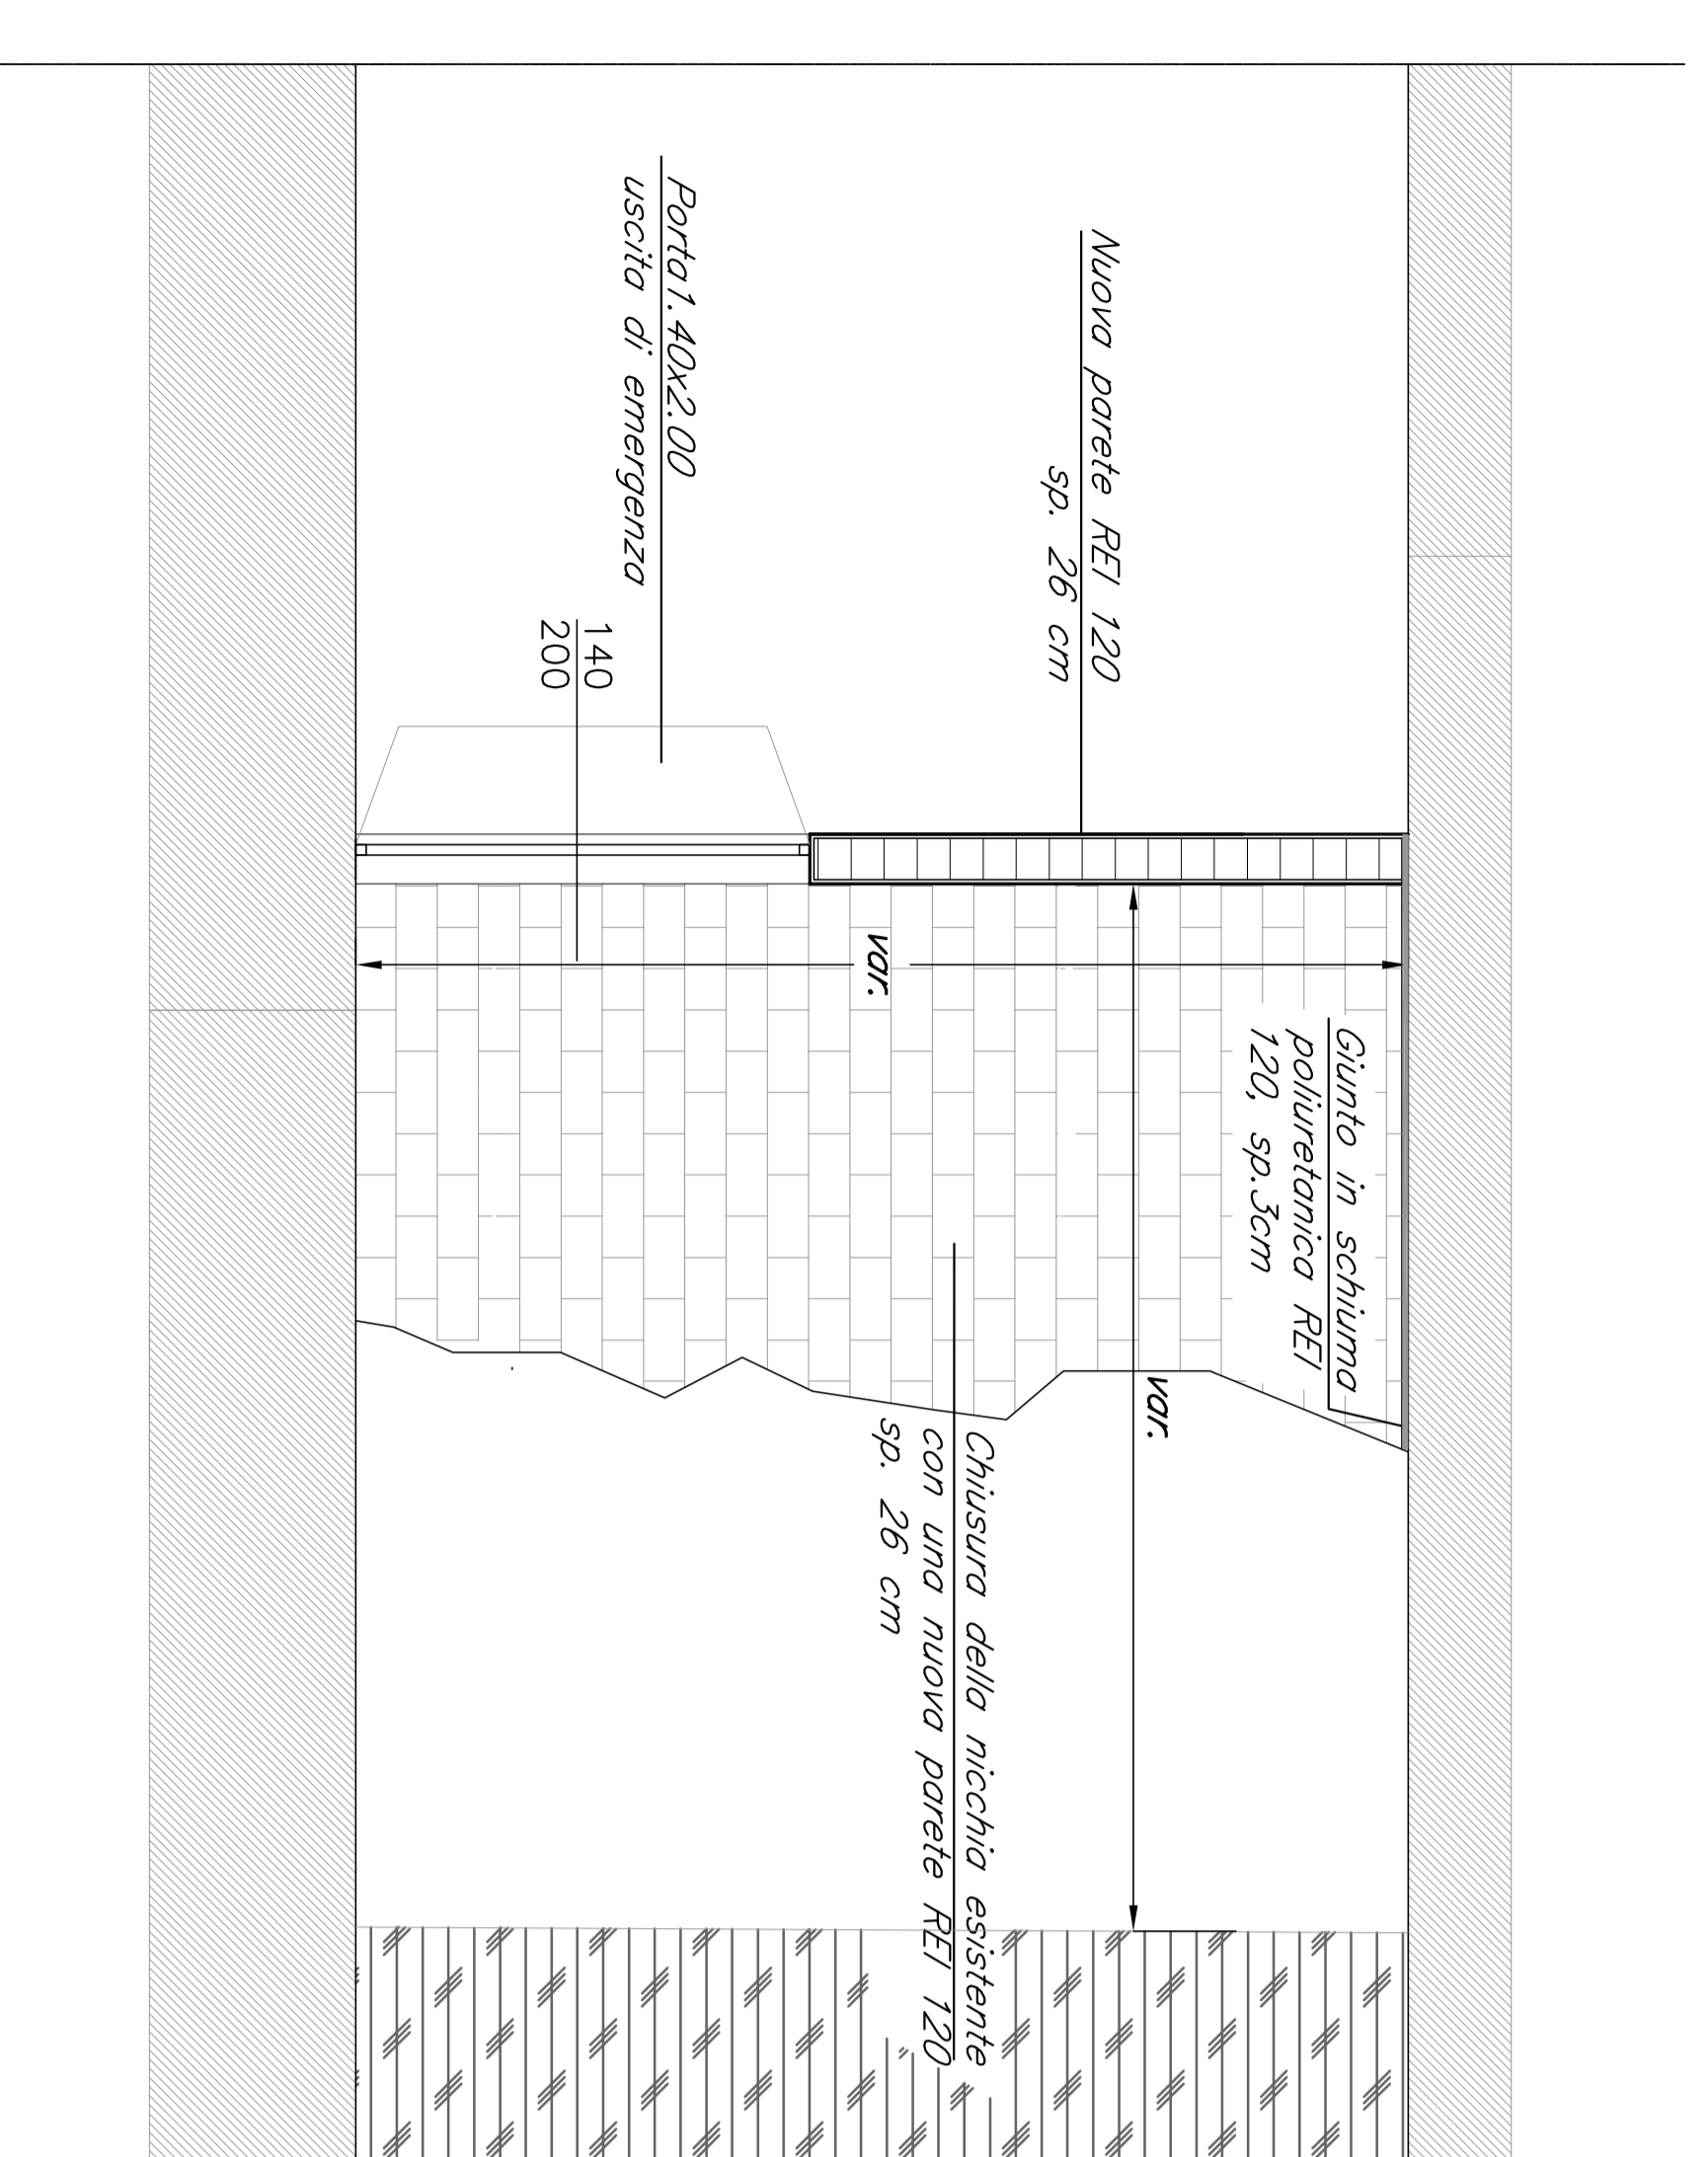 Nuova parete REI 120
sp. 26 cm
Giunto in schiuma
poliuretanica REI
120, sp.3cm
var.
var.
Chiusura della nicchia esistente
con una nuova parete REI 120
sp. 26 cm
Porta1.40x2.00
uscita di emergenza
140
200